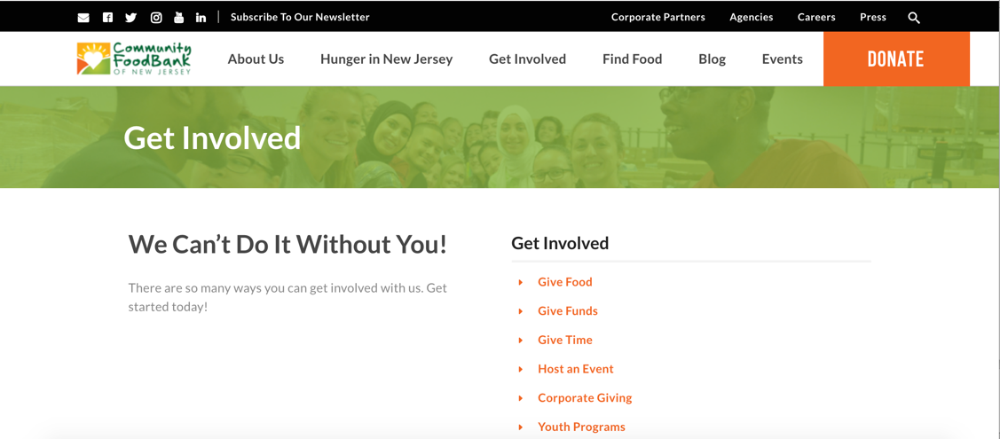 Subscribe To Our Newsletter
Corporate Partners Agencies Careers Press
Community
FoodBank
OF NEW JERSEY
About Us Hunger in New Jersey Get Involved Find Food Blog Events DONATE
Get Involved
We Can’t Do It Without You!
There are so many ways you can get involved with us. Get
started today!
Get Involved
Give Food
Give Funds
Give Time
Host an Event
Corporate Giving
Youth Programs